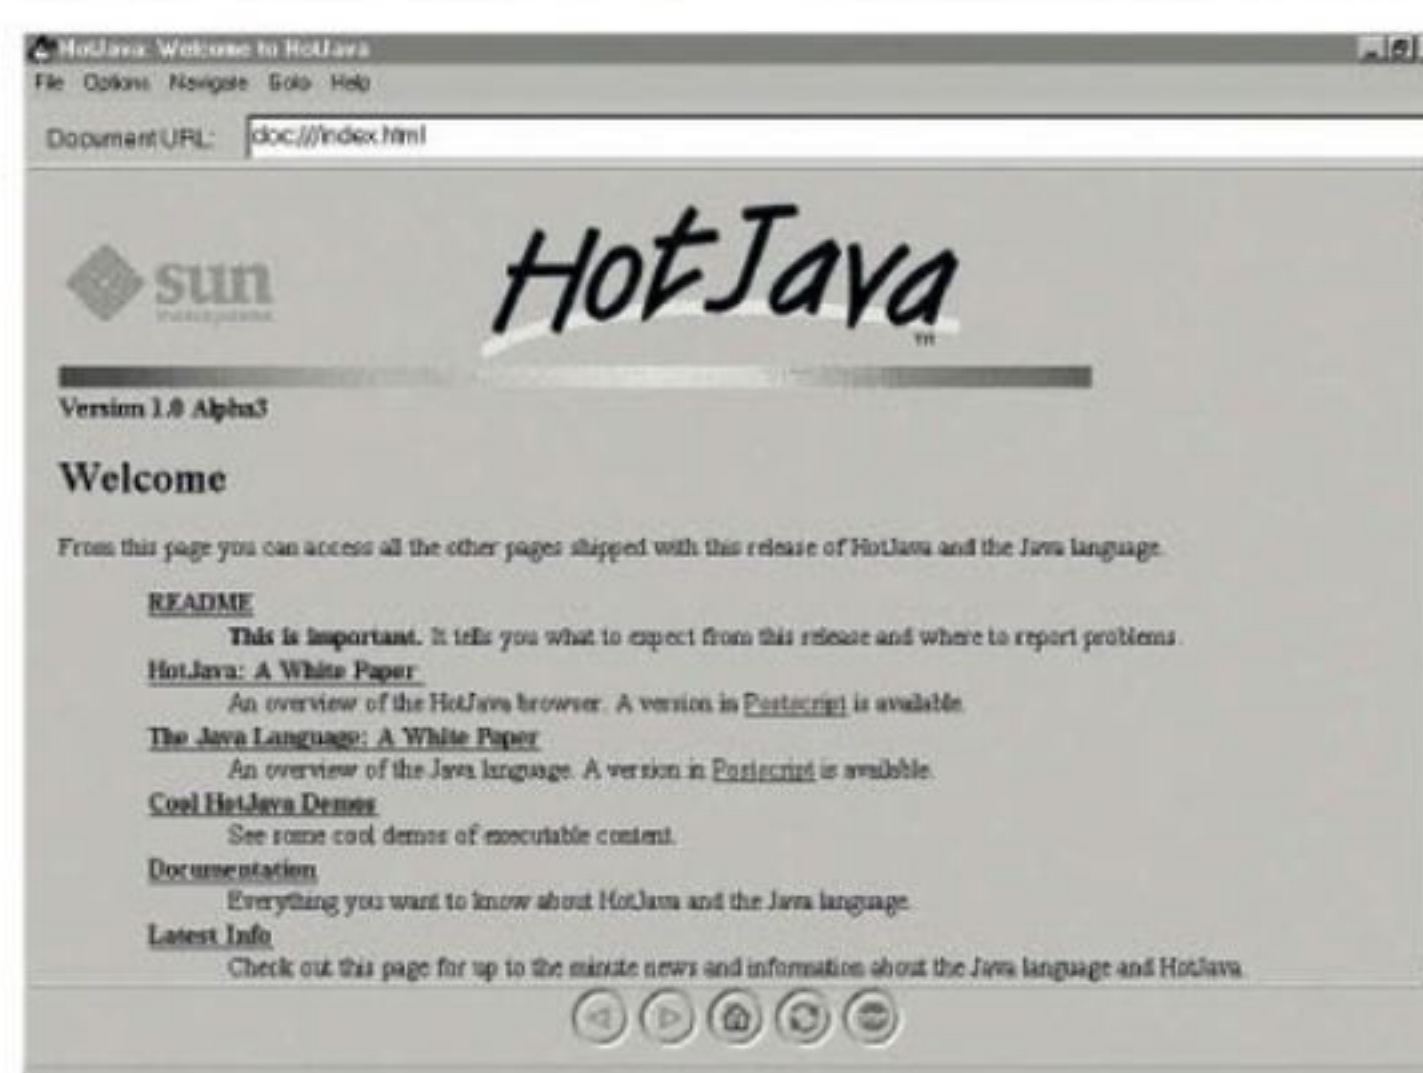 HotJava: Welcome to HotJava
File Options Navigate Goto Help
Document URL: doc:///index.html
sun
HotJava
TM
Version 1.0 Alpha3
Welcome
From this page you can access all the other pages shipped with this release of HotJava and the Java language.
README
This is important. It tells you what to expect from this release and where to report problems.
HotJava: A White Paper
An overview of the HotJava browser. A version in Postscript is available.
The Java Language: A White Paper
An overview of the Java language. A version in Postscript is available.
Cool HotJava Demos
See some cool demos of executable content.
Documentation
Everything you want to know about HotJava and the Java language.
Latest Info
Check out this page for up to the minute news and information about the Java language and HotJava.